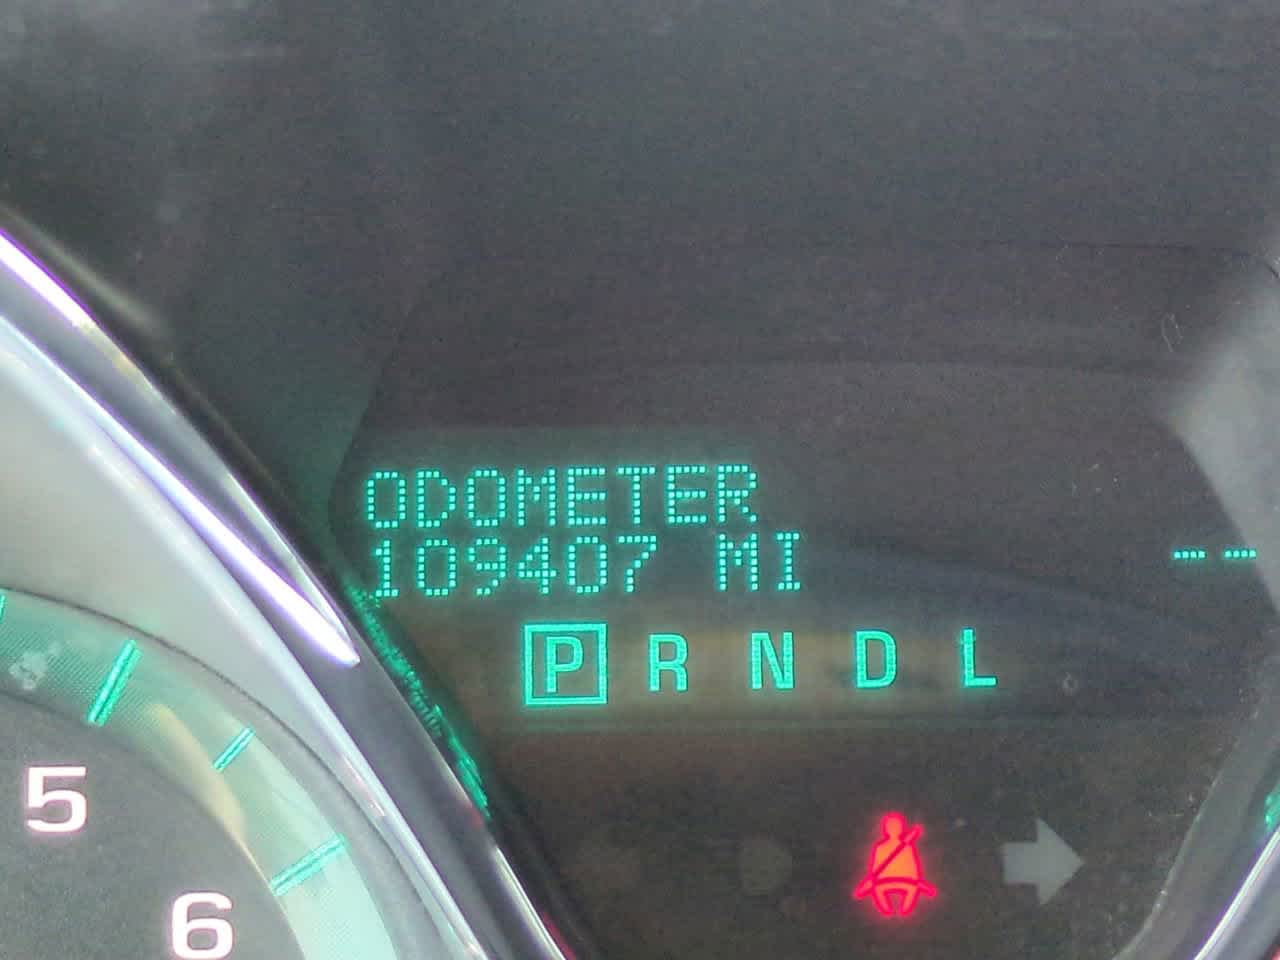 ODOMETER
109407 MI
-- --
P R N D L
5
6